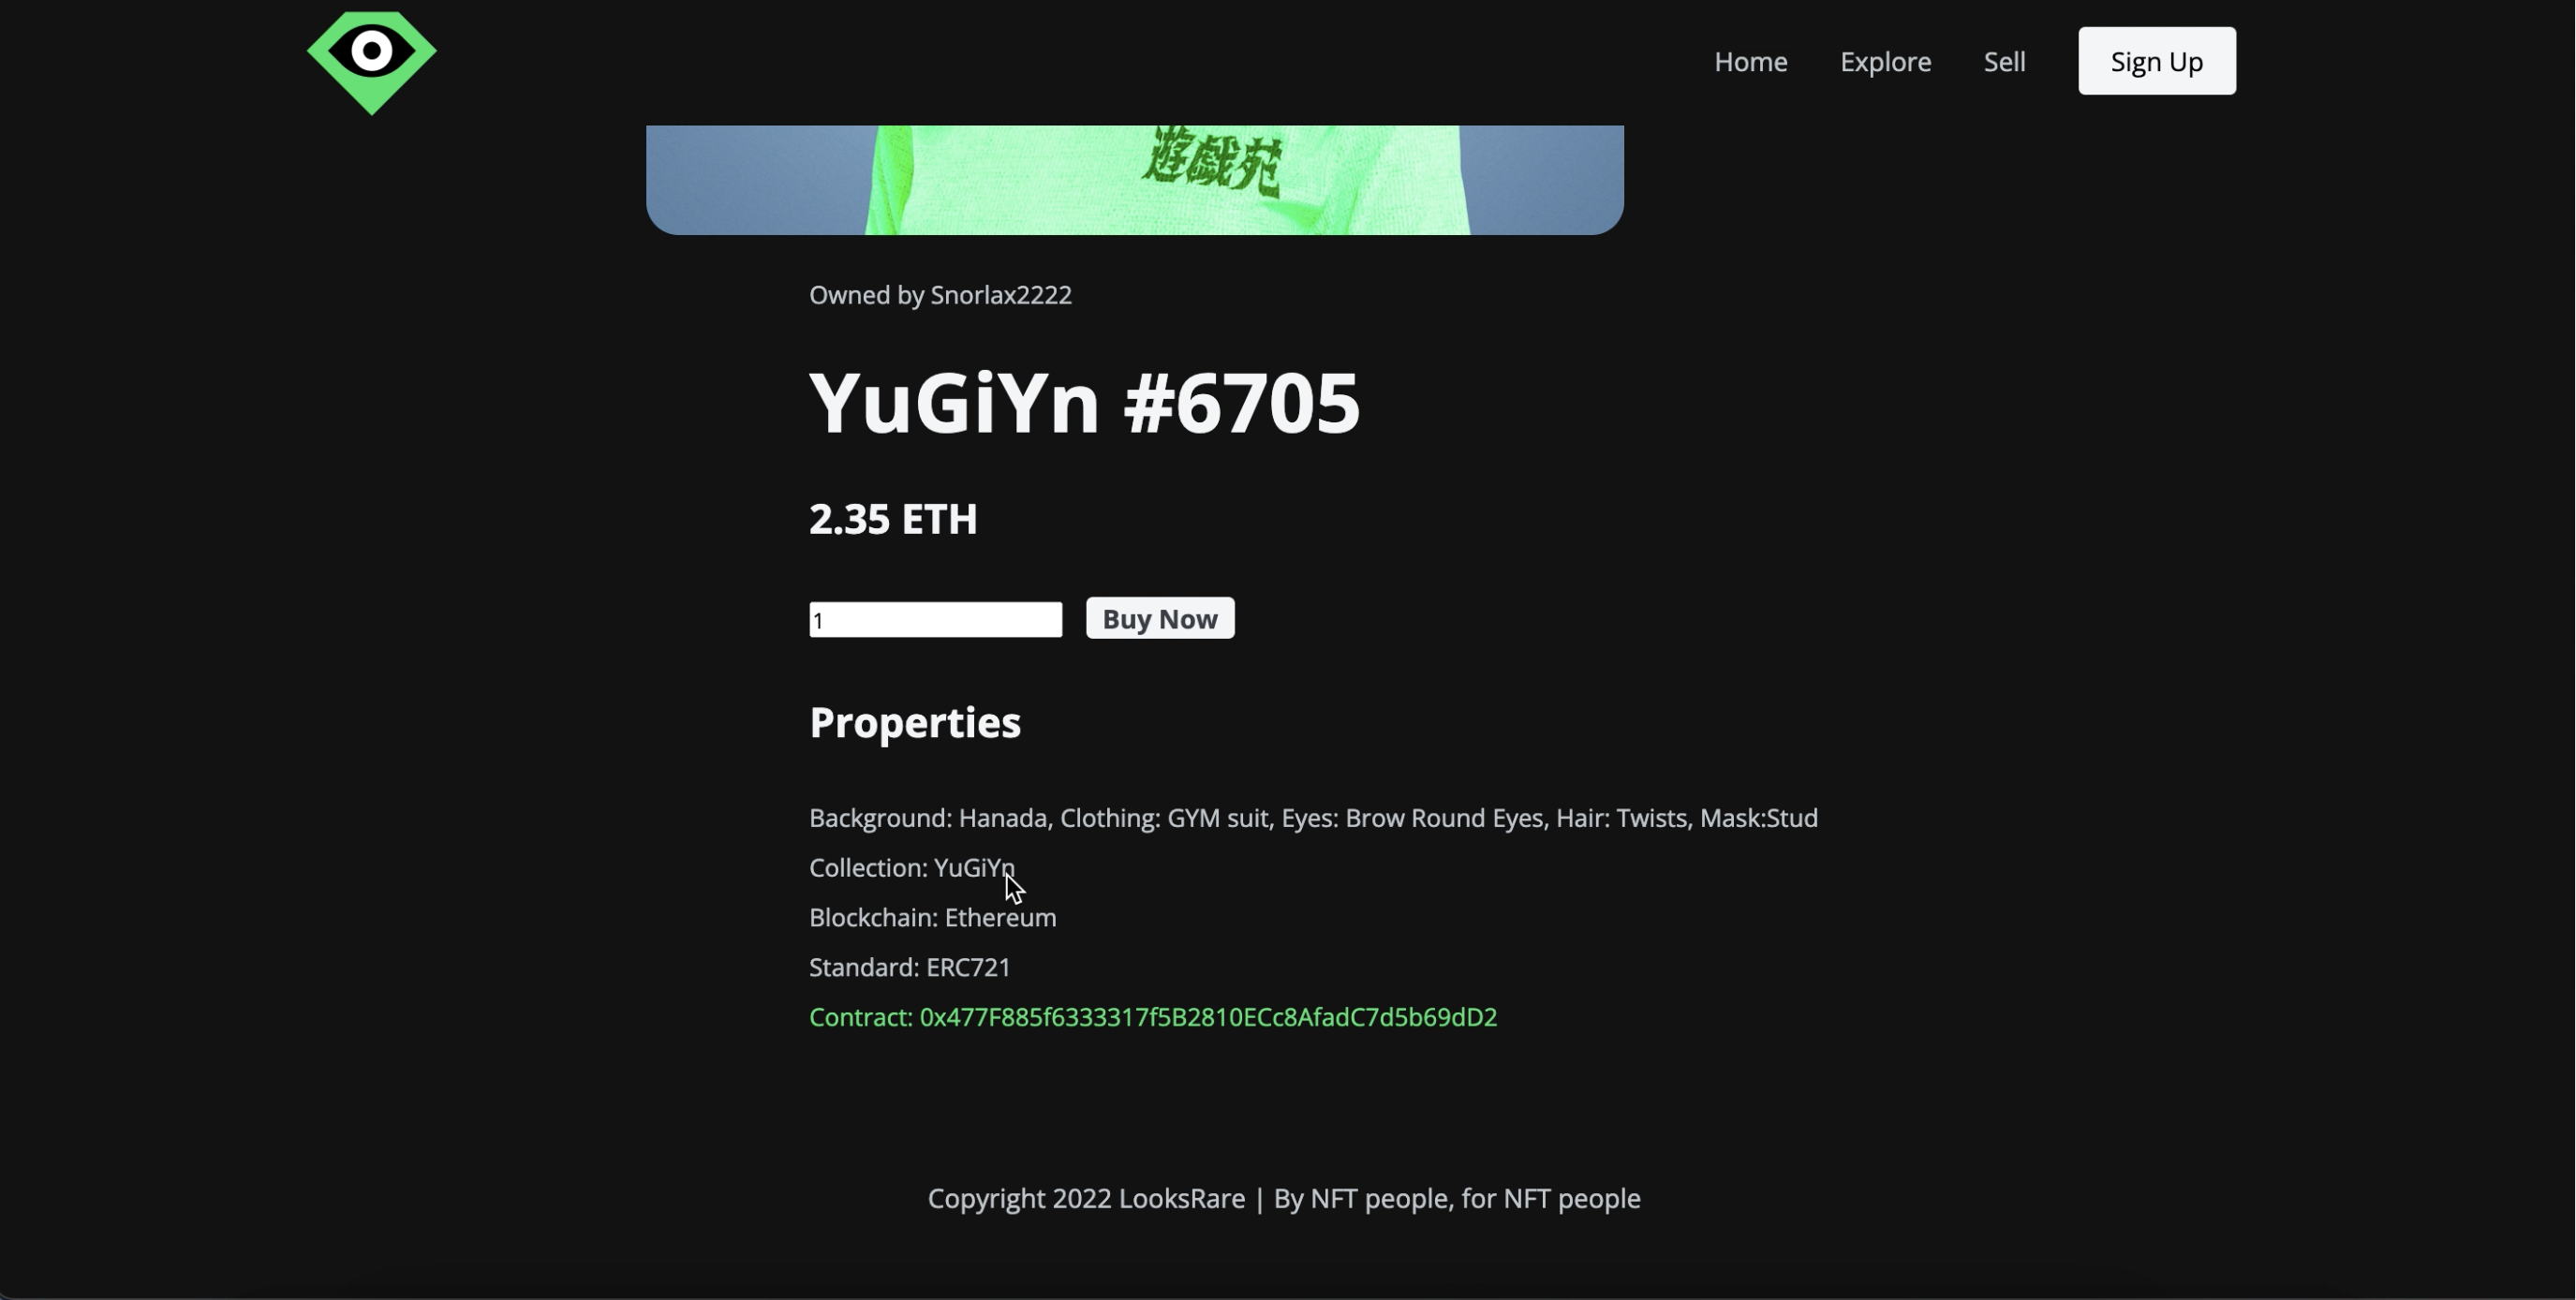 Home Explore Sell Sign Up
遊戯苑
Owned by Snorlax2222
YuGiYn #6705
2.35 ETH
1 Buy Now
Properties
Background: Hanada, Clothing: GYM suit, Eyes: Brow Round Eyes, Hair: Twists, Mask:Stud
Collection: YuGiYn
Blockchain: Ethereum
Standard: ERC721
Contract: 0x477F885f6333317f5B2810ECc8AfadC7d5b69dD2
Copyright 2022 LooksRare | By NFT people, for NFT people